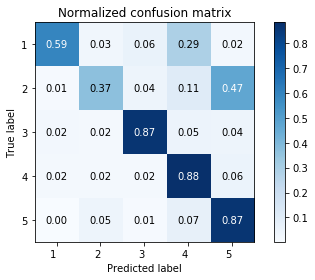 Normalized confusion matrix
1 0.59 0.03 0.06 0.29 0.02
2 0.01 0.37 0.04 0.11 0.47
3 0.02 0.02 0.87 0.05 0.04
4 0.02 0.02 0.02 0.88 0.06
5 0.00 0.05 0.01 0.07 0.87
1 2 3 4 5
True label
Predicted label
0.8
0.7
0.6
0.5
0.4
0.3
0.2
0.1